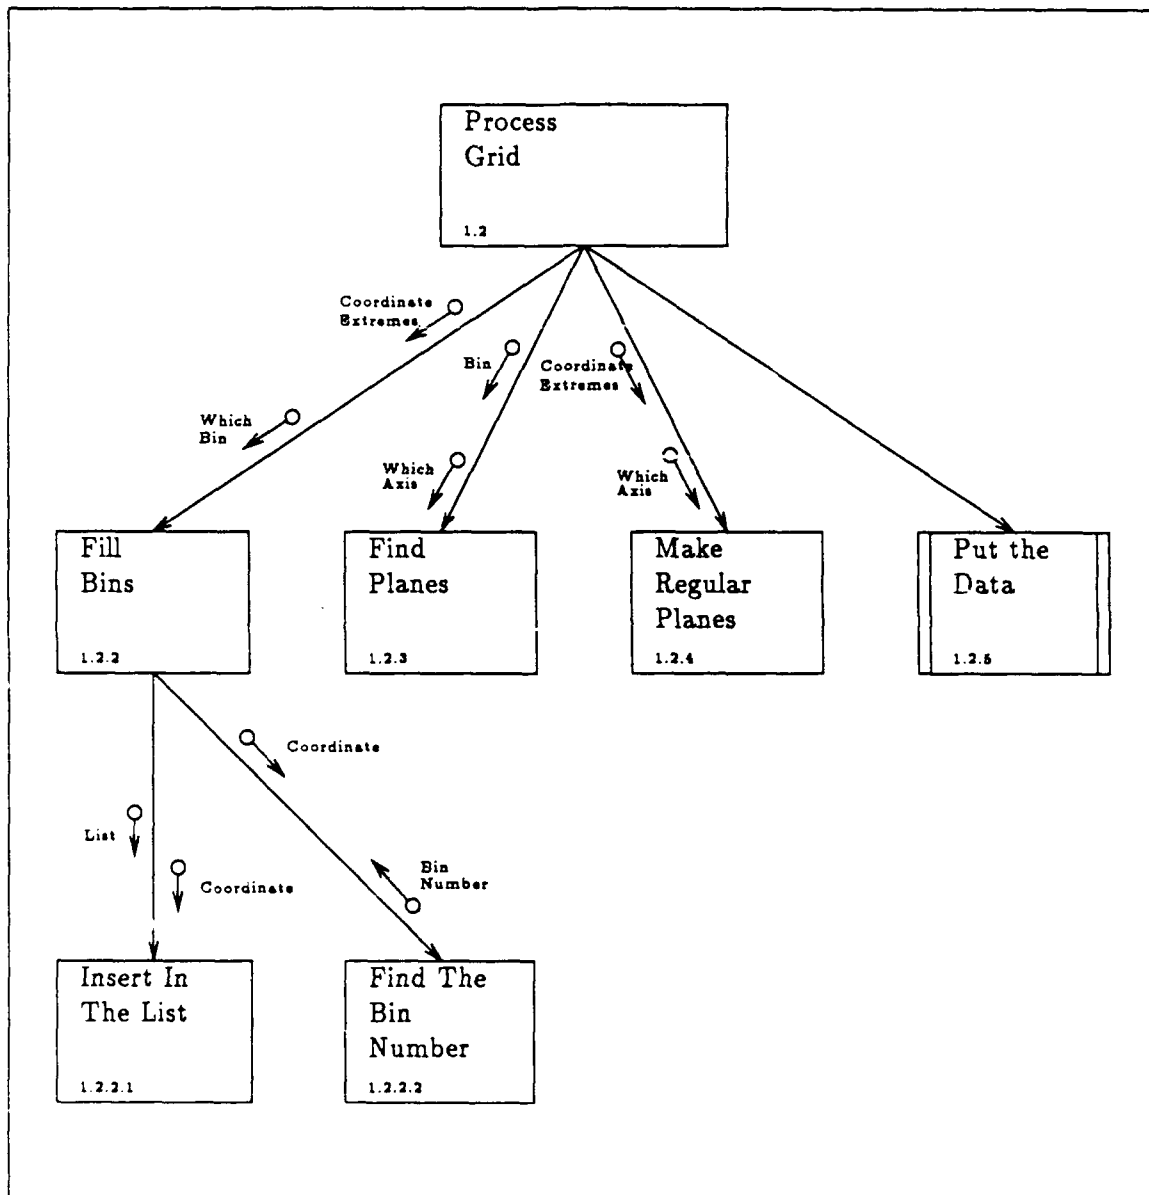 Process
Grid
1.2
Coordinate
Extremes
Bin
Coordinate
Extremes
Which
Bin
Which
Axis
Which
Axis
Fill
Bins
1.2.2
Find
Planes
1.2.3
Make
Regular
Planes
1.2.4
Put the
Data
1.2.5
Coordinate
List
Coordinate
Bin
Number
Insert In
The List
1.2.2.1
Find The
Bin
Number
1.2.2.2